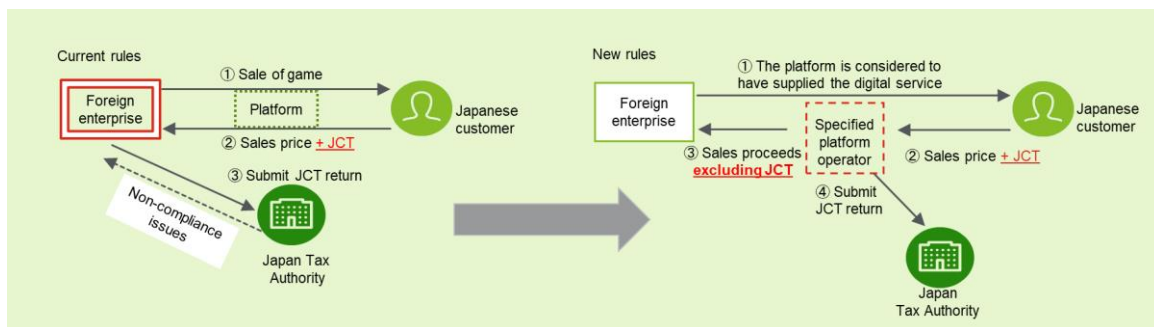 Current rules
① Sale of game
Foreign
enterprise
Platform
Japanese
customer
② Sales price + JCT
③ Submit JCT return
Non-compliance
issues
Japan Tax
Authority
New rules
① The platform is considered to
have supplied the digital service
Foreign
enterprise
Specified
platform
operator
Japanese
customer
③ Sales proceeds
excluding JCT
② Sales price + JCT
④ Submit
JCT return
Japan
Tax Authority